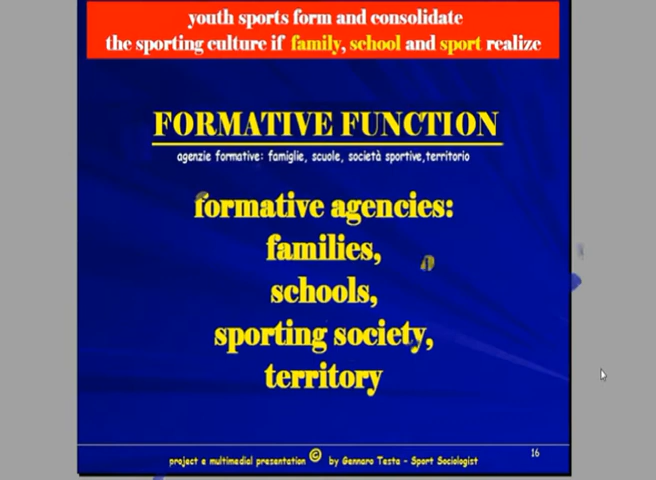 youth sports form and consolidate
the sporting culture if family, school and sport realize
FORMATIVE FUNCTION
agenzie formative: famiglie, scuole, società sportive,territorio
formative agencies:
families,
schools,
sporting society,
territory
project e multimedial presentation © by Gennaro Testa - Sport Sociologist
16